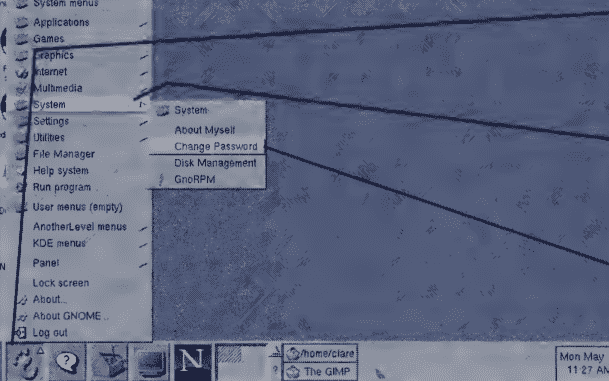 System menus
Applications
Games
Graphics
Internet
Multimedia
System
Settings
Utilities
File Manager
Help system
Run program...
User menus (empty)
AnotherLevel menus
KDE menus
Panel
Lock screen
About...
About GNOME...
Log out
System
About Myself
Change Password
Disk Management
GnoRPM
N
/home/clare
The GIMP
Mon May
11:27 AM